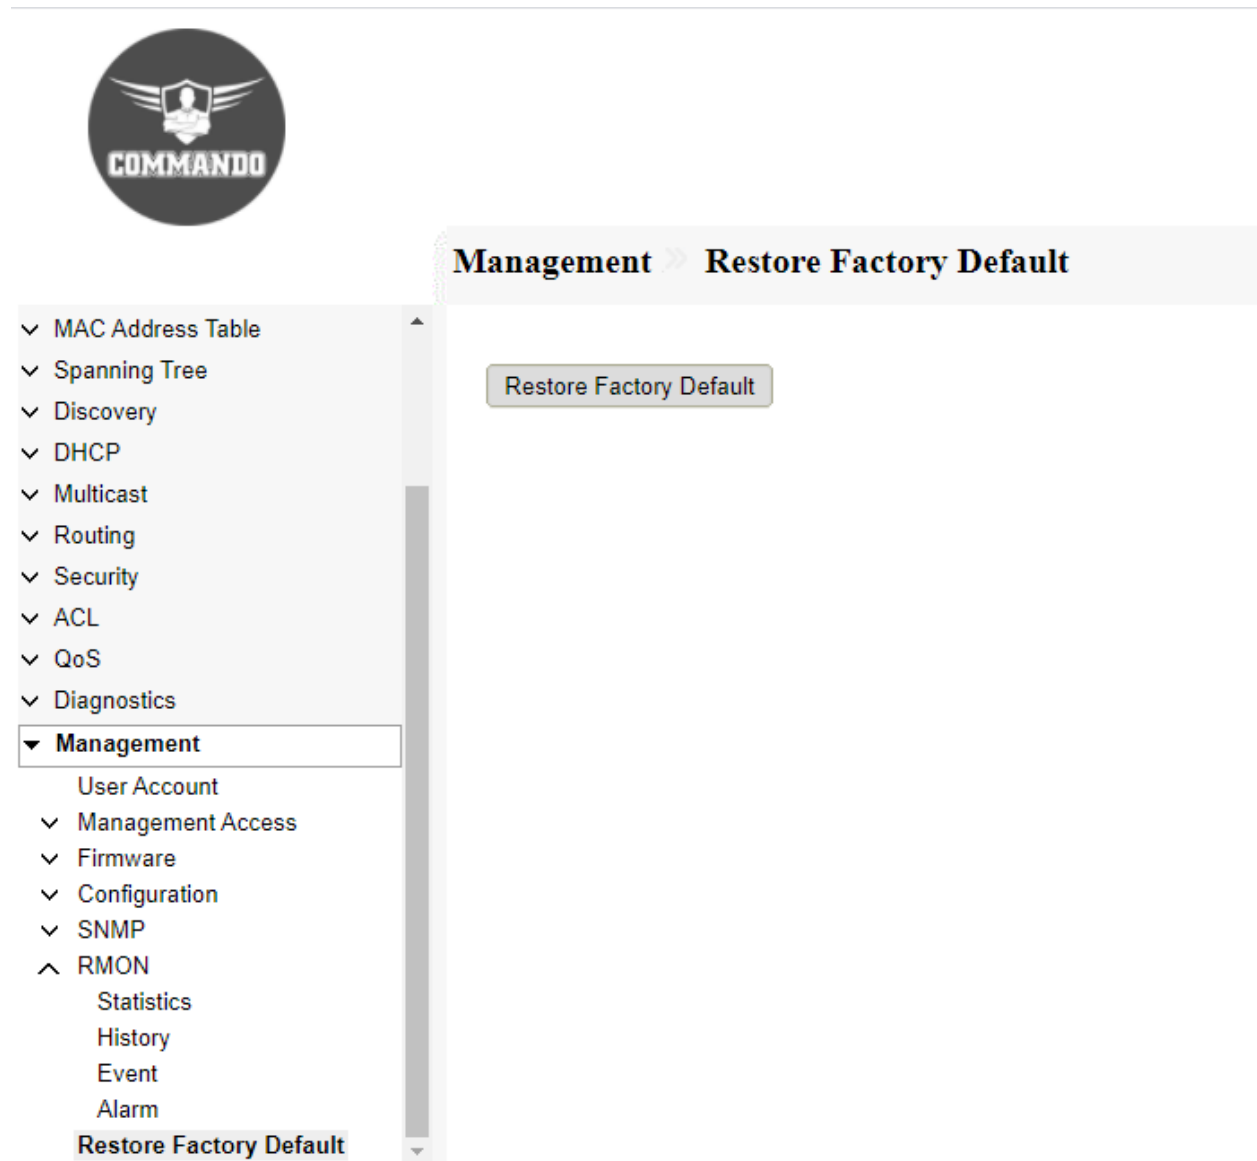 COMMANDO
Management » Restore Factory Default
MAC Address Table
Spanning Tree
Discovery
DHCP
Multicast
Routing
Security
ACL
QoS
Diagnostics
Management
User Account
Management Access
Firmware
Configuration
SNMP
RMON
Statistics
History
Event
Alarm
Restore Factory Default
Restore Factory Default